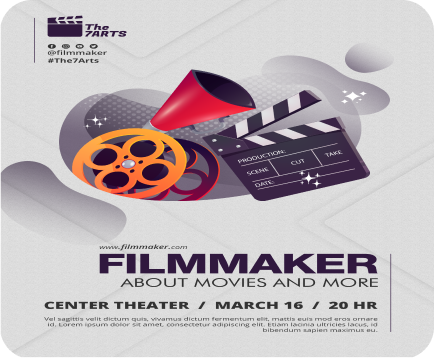 The
7ARTS
@filmmaker
#The7Arts
PRODUCTION:
SCENE CUT TAKE
DATE:
www.filmmaker.com
FILMMAKER
ABOUT MOVIES AND MORE
CENTER THEATER / MARCH 16 / 20 HR
Vel sagittis velit dictum quis, vivamus dictum fermentum elit, mattis euis mod eros ornare
id. Lorem ipsum dolor sit amet, consectetur adipiscing elit. Etiam lacina ultricies lacus, id
bibendum sapien maximus eu.